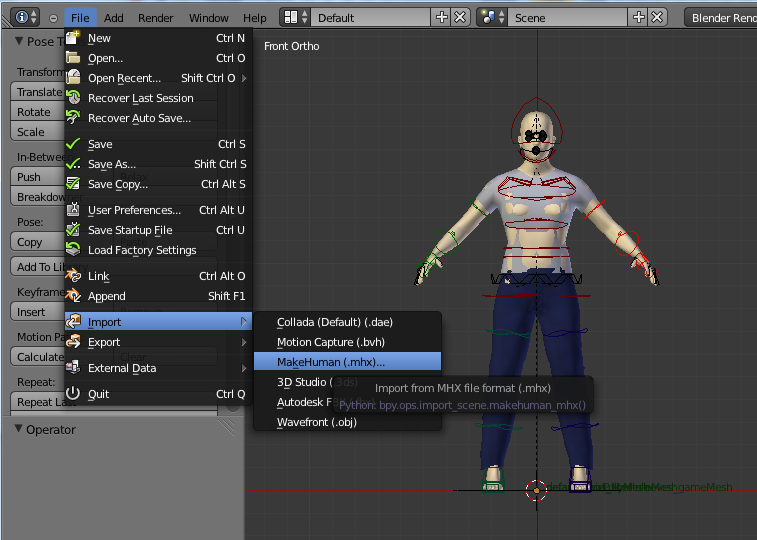 File Add Render Window Help Default Scene Blender Ren
Pose T
Front Ortho
New Ctrl N
Open... Ctrl O
Open Recent... Shift Ctrl O
Recover Last Session
Recover Auto Save...
Save Ctrl S
Save As... Shift Ctrl S
Save Copy... Ctrl Alt S
User Preferences... Ctrl Alt U
Save Startup File Ctrl U
Load Factory Settings
Link Ctrl Alt O
Append Shift F1
Import
Export
External Data
Quit Ctrl Q
Transform
Translate
Rotate
Scale
In-Betwe
Push
Breakdow
Pose:
Copy
Add To Li
Keyframe
Insert
Motion Pa
Calculate Clear
Repeat:
Repeat Last
Operator
Collada (Default) (.dae)
Motion Capture (.bvh)
MakeHuman (.mhx)...
3D Studio (.3ds)
Autodesk F
Wavefront (.obj)
Import from MHX file format (.mhx)
Python: bpy.ops.import_scene.makehuman_mhx()